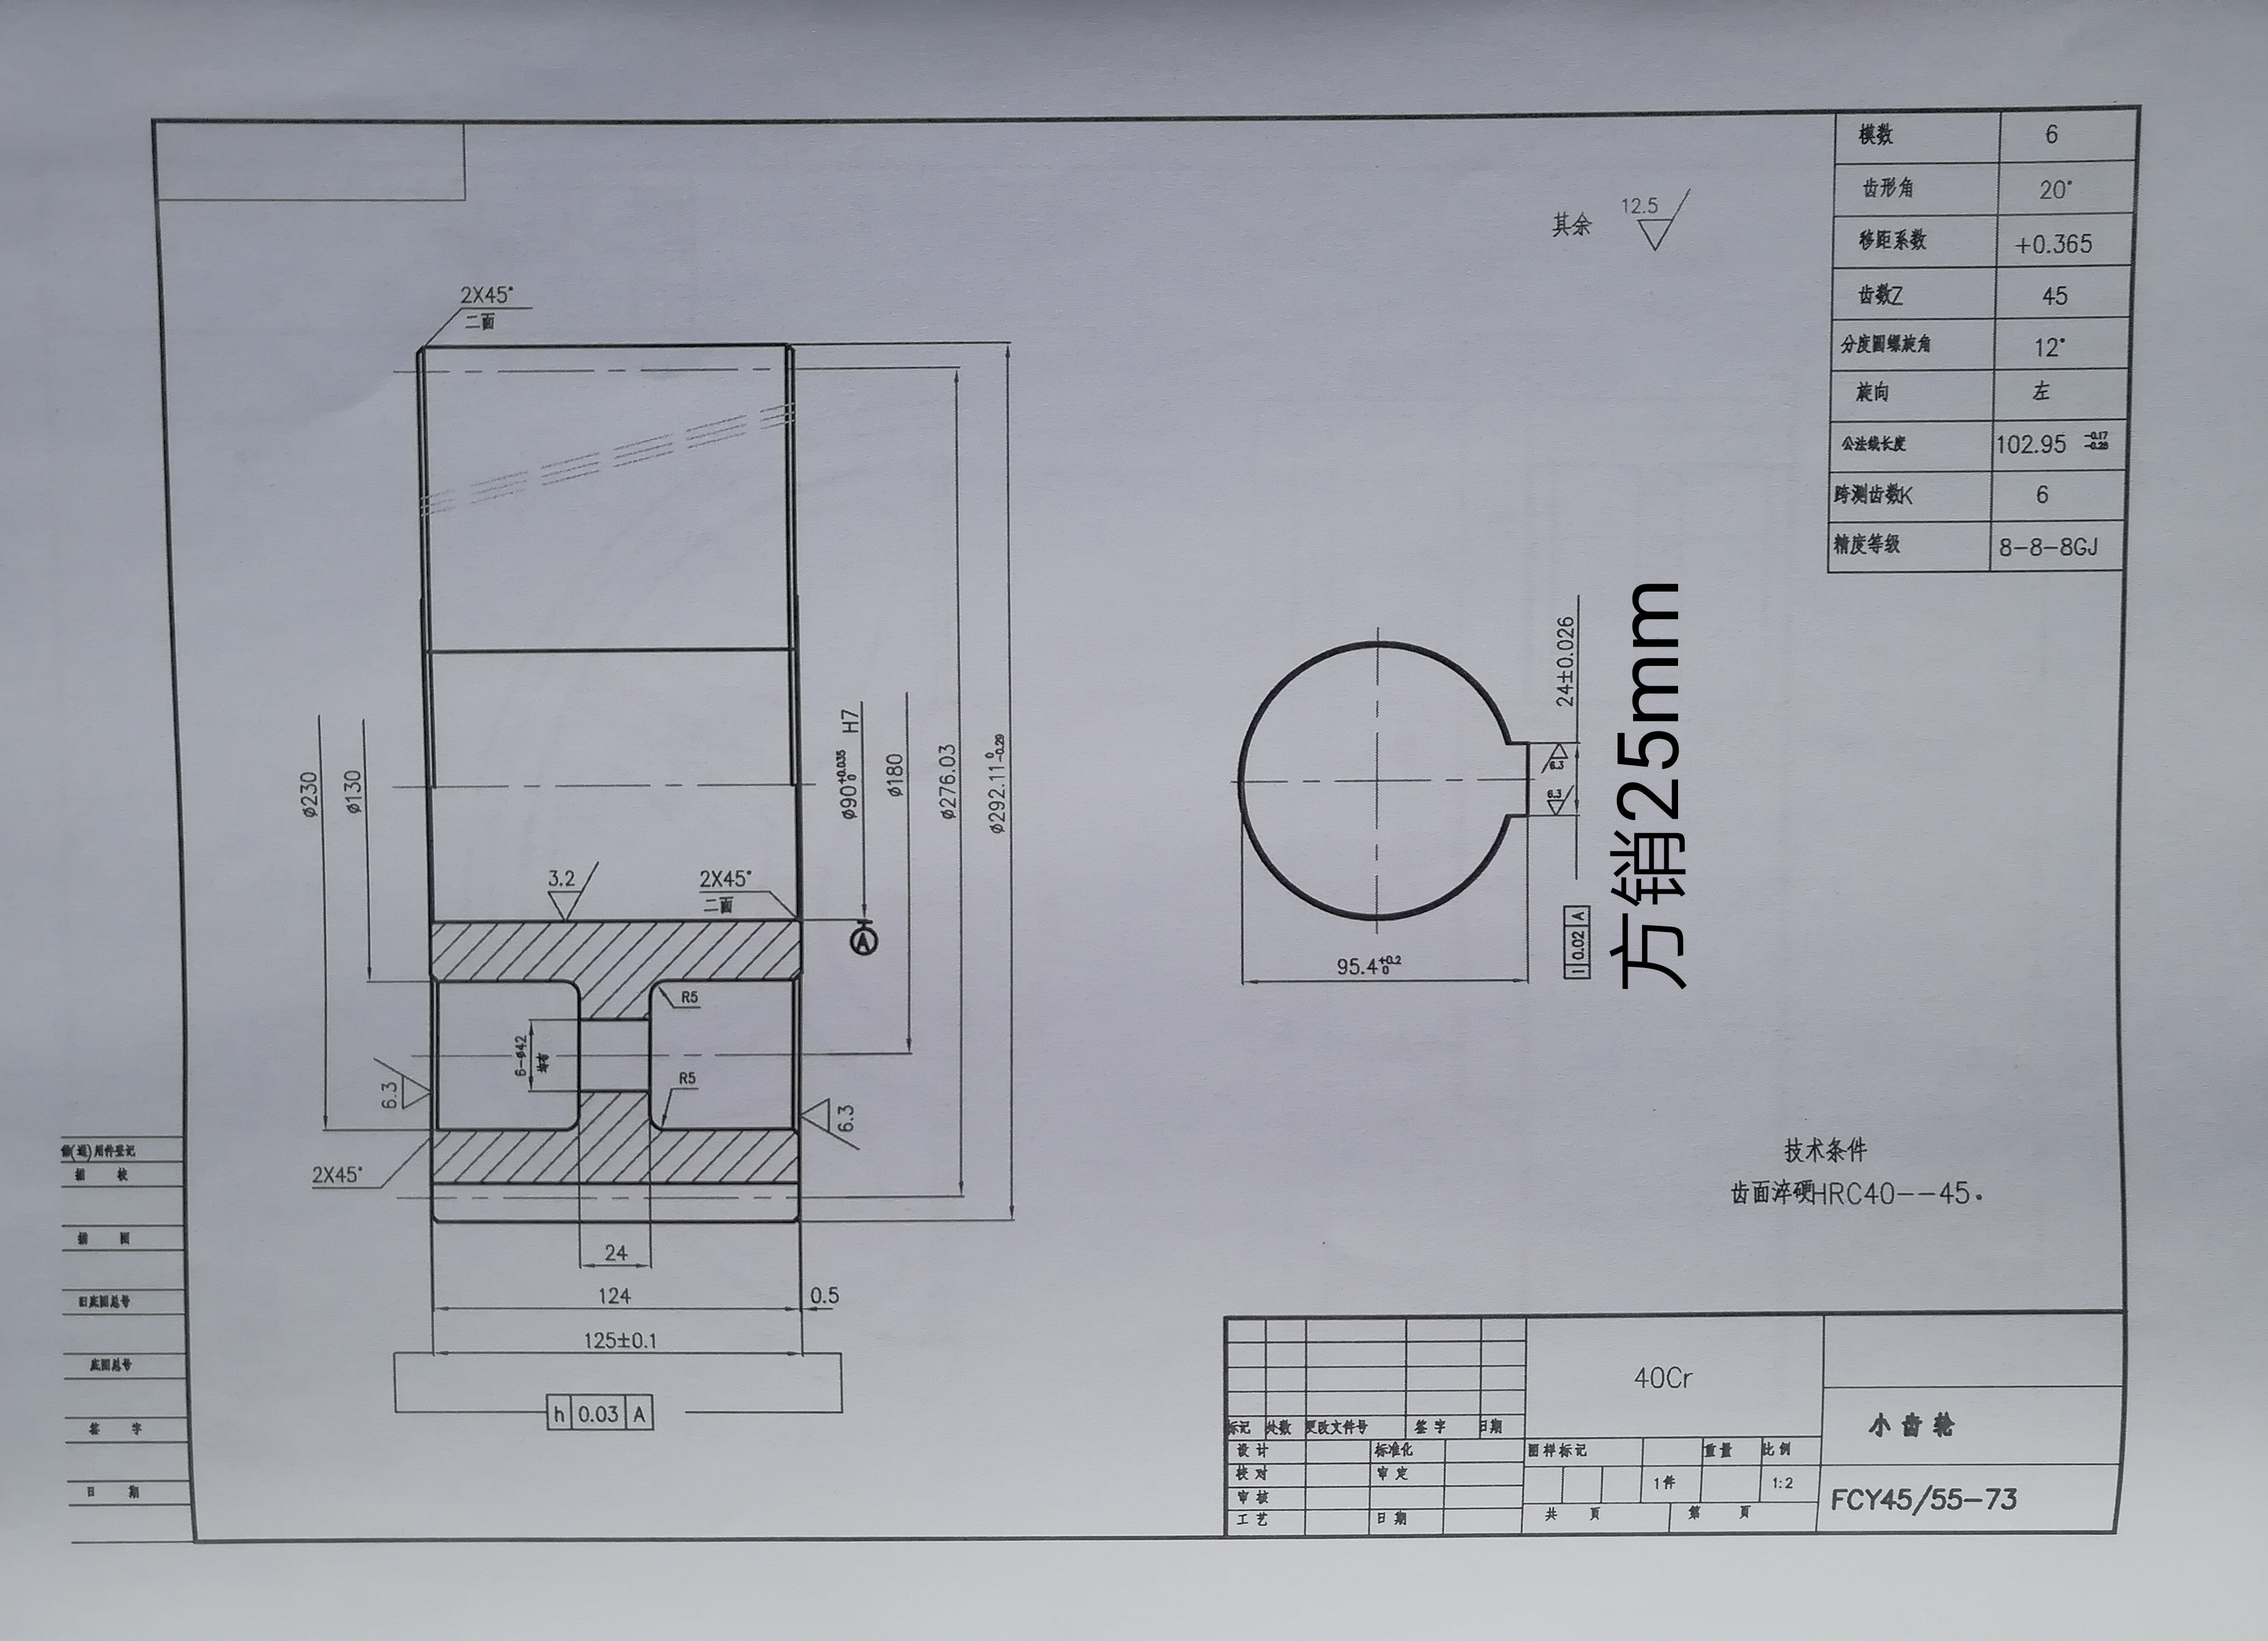 模数 6
齿形角 20°
移距系数 +0.365
齿数Z 45
分度圆螺旋角 12°
旋向 左
公法线长度 102.95 -0.17 -0.28
跨测齿数K 6
精度等级 8-8-8GJ
其余 12.5
2X45°
二面
ø230
ø130
ø90+0.035 0 H7
ø180
ø276.03
ø292.11 0 -0.29
3.2
2X45°
二面
A
R5
6-ø42
均布
R5
6.3
6.3
2X45°
24
124
0.5
125±0.1
h 0.03 A
24±0.026
6.3
6.3
95.4+0.2 0
0.02 A
方销25mm
技术条件
齿面淬硬HRC40--45.
借(通)用件登记
描 校
描 图
旧底图总号
底图总号
签 字
日 期
标记 处数 更改文件号 签 字 日期
设 计 标准化
校 对 审 定
审 核
工 艺 日 期
40Cr
图样标记 重量 比例
1件 1:2
共 页 第 页
小齿轮
FCY45/55-73